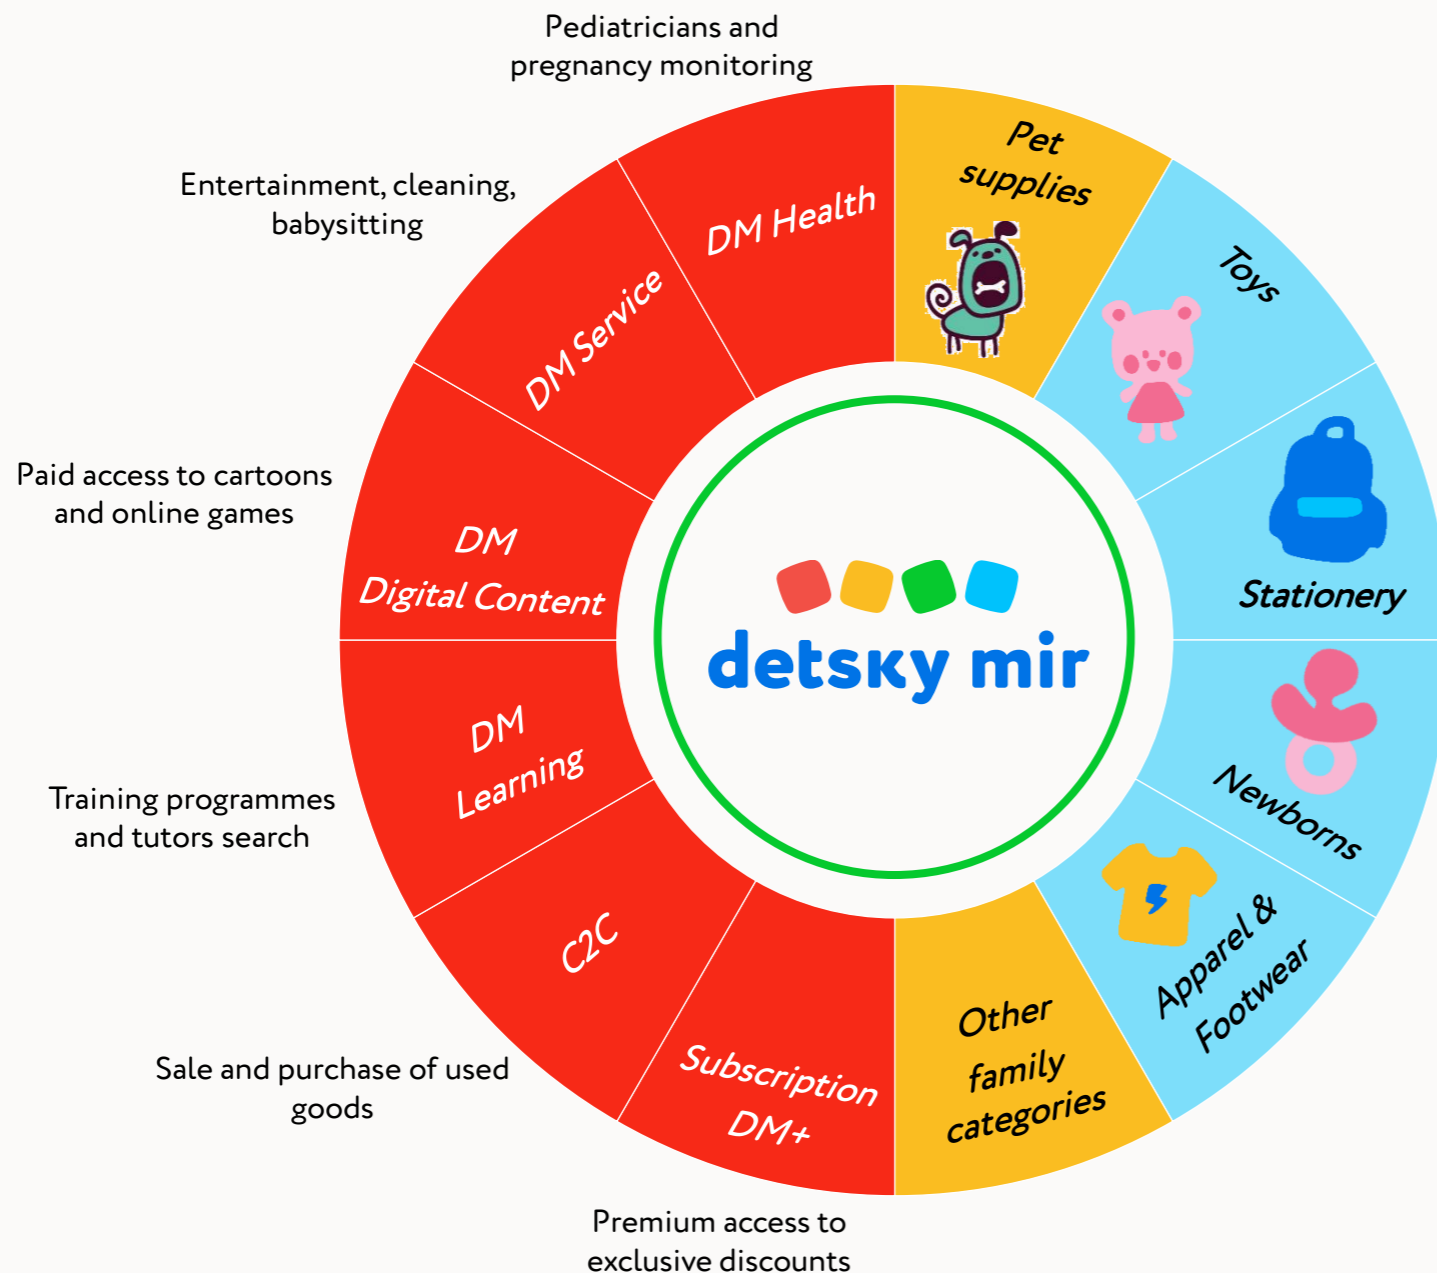 Pediatricians and
pregnancy monitoring
Entertainment, cleaning,
babysitting
Paid access to cartoons
and online games
Training programmes
and tutors search
Sale and purchase of used
goods
Premium access to
exclusive discounts
DM Health
DM Service
DM
Digital Content
DM
Learning
C2C
Subscription
DM+
Pet
supplies
Toys
Stationery
Newborns
Apparel &
Footwear
Other
family
categories
detsky mir